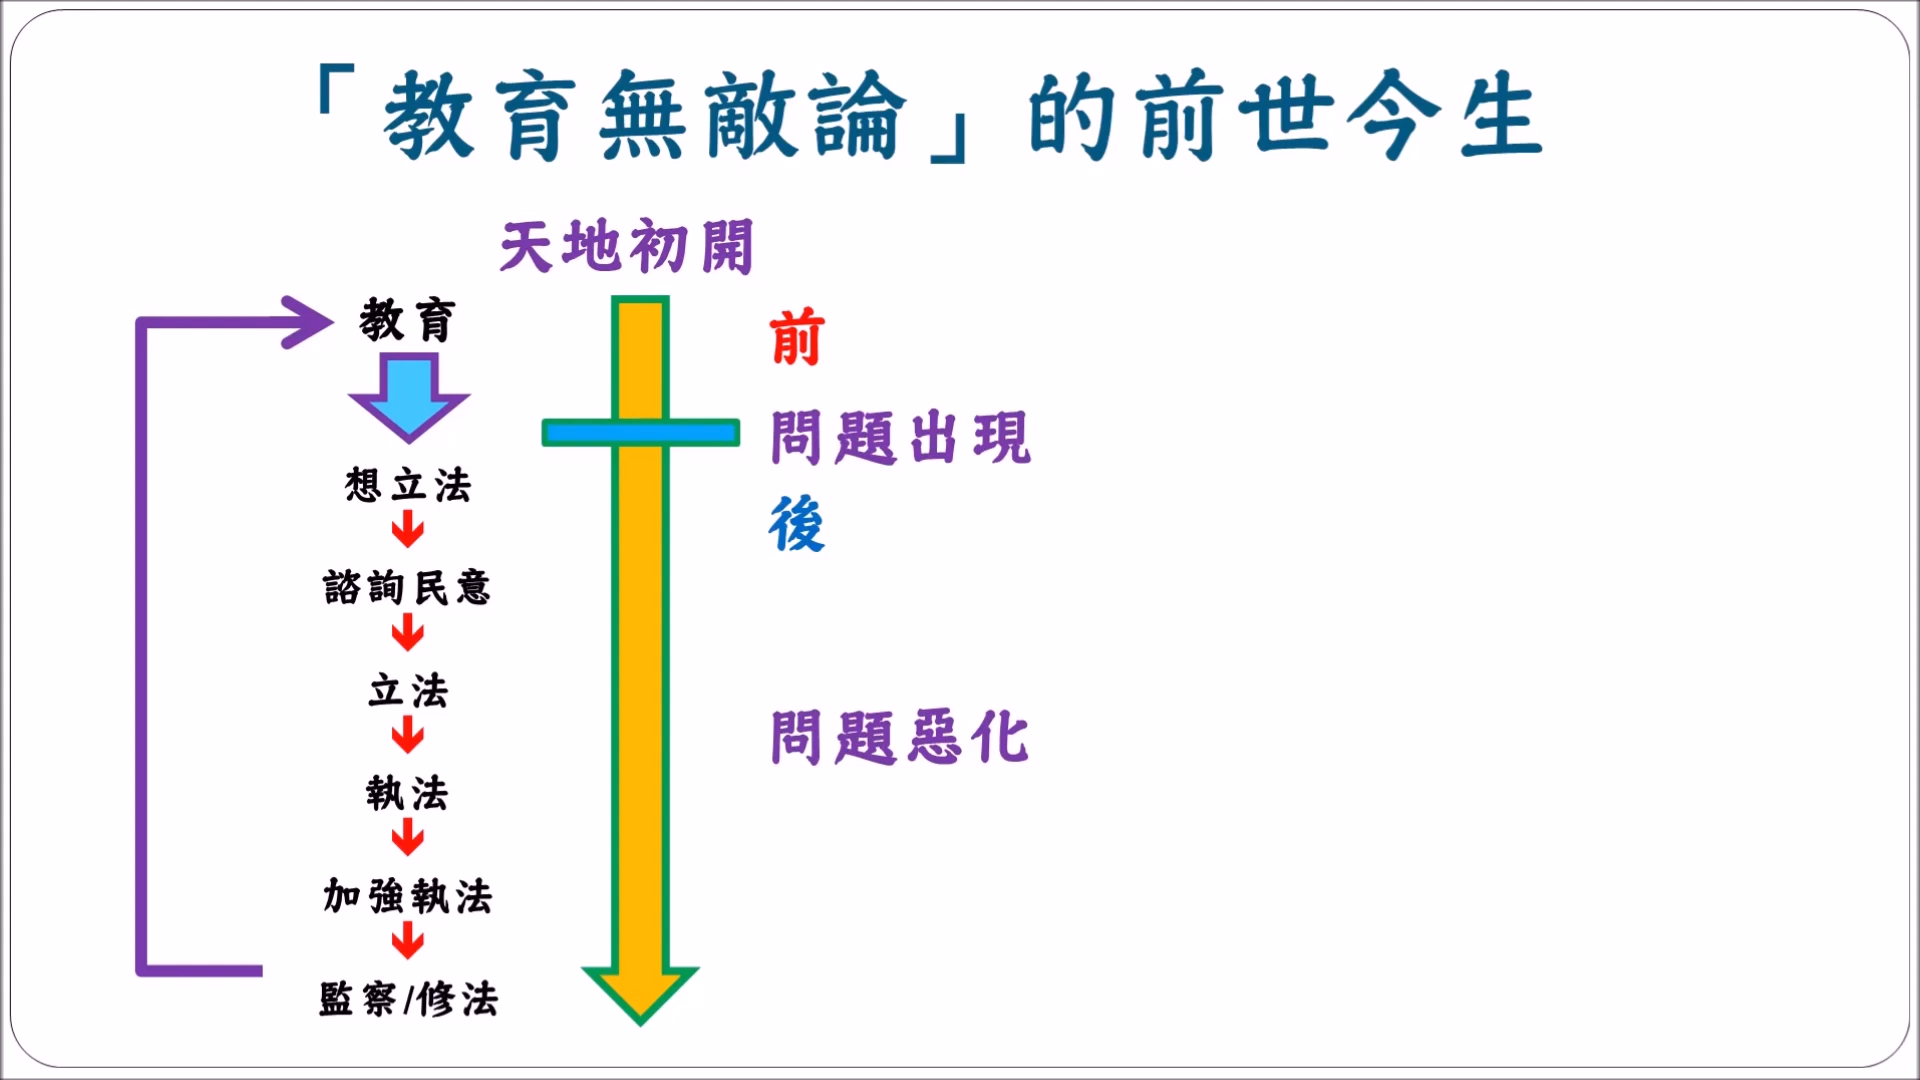 「教育無敵論」的前世今生
天地初開
教育
想立法
諮詢民意
立法
執法
加強執法
監察/修法
前
問題出現
後
問題惡化